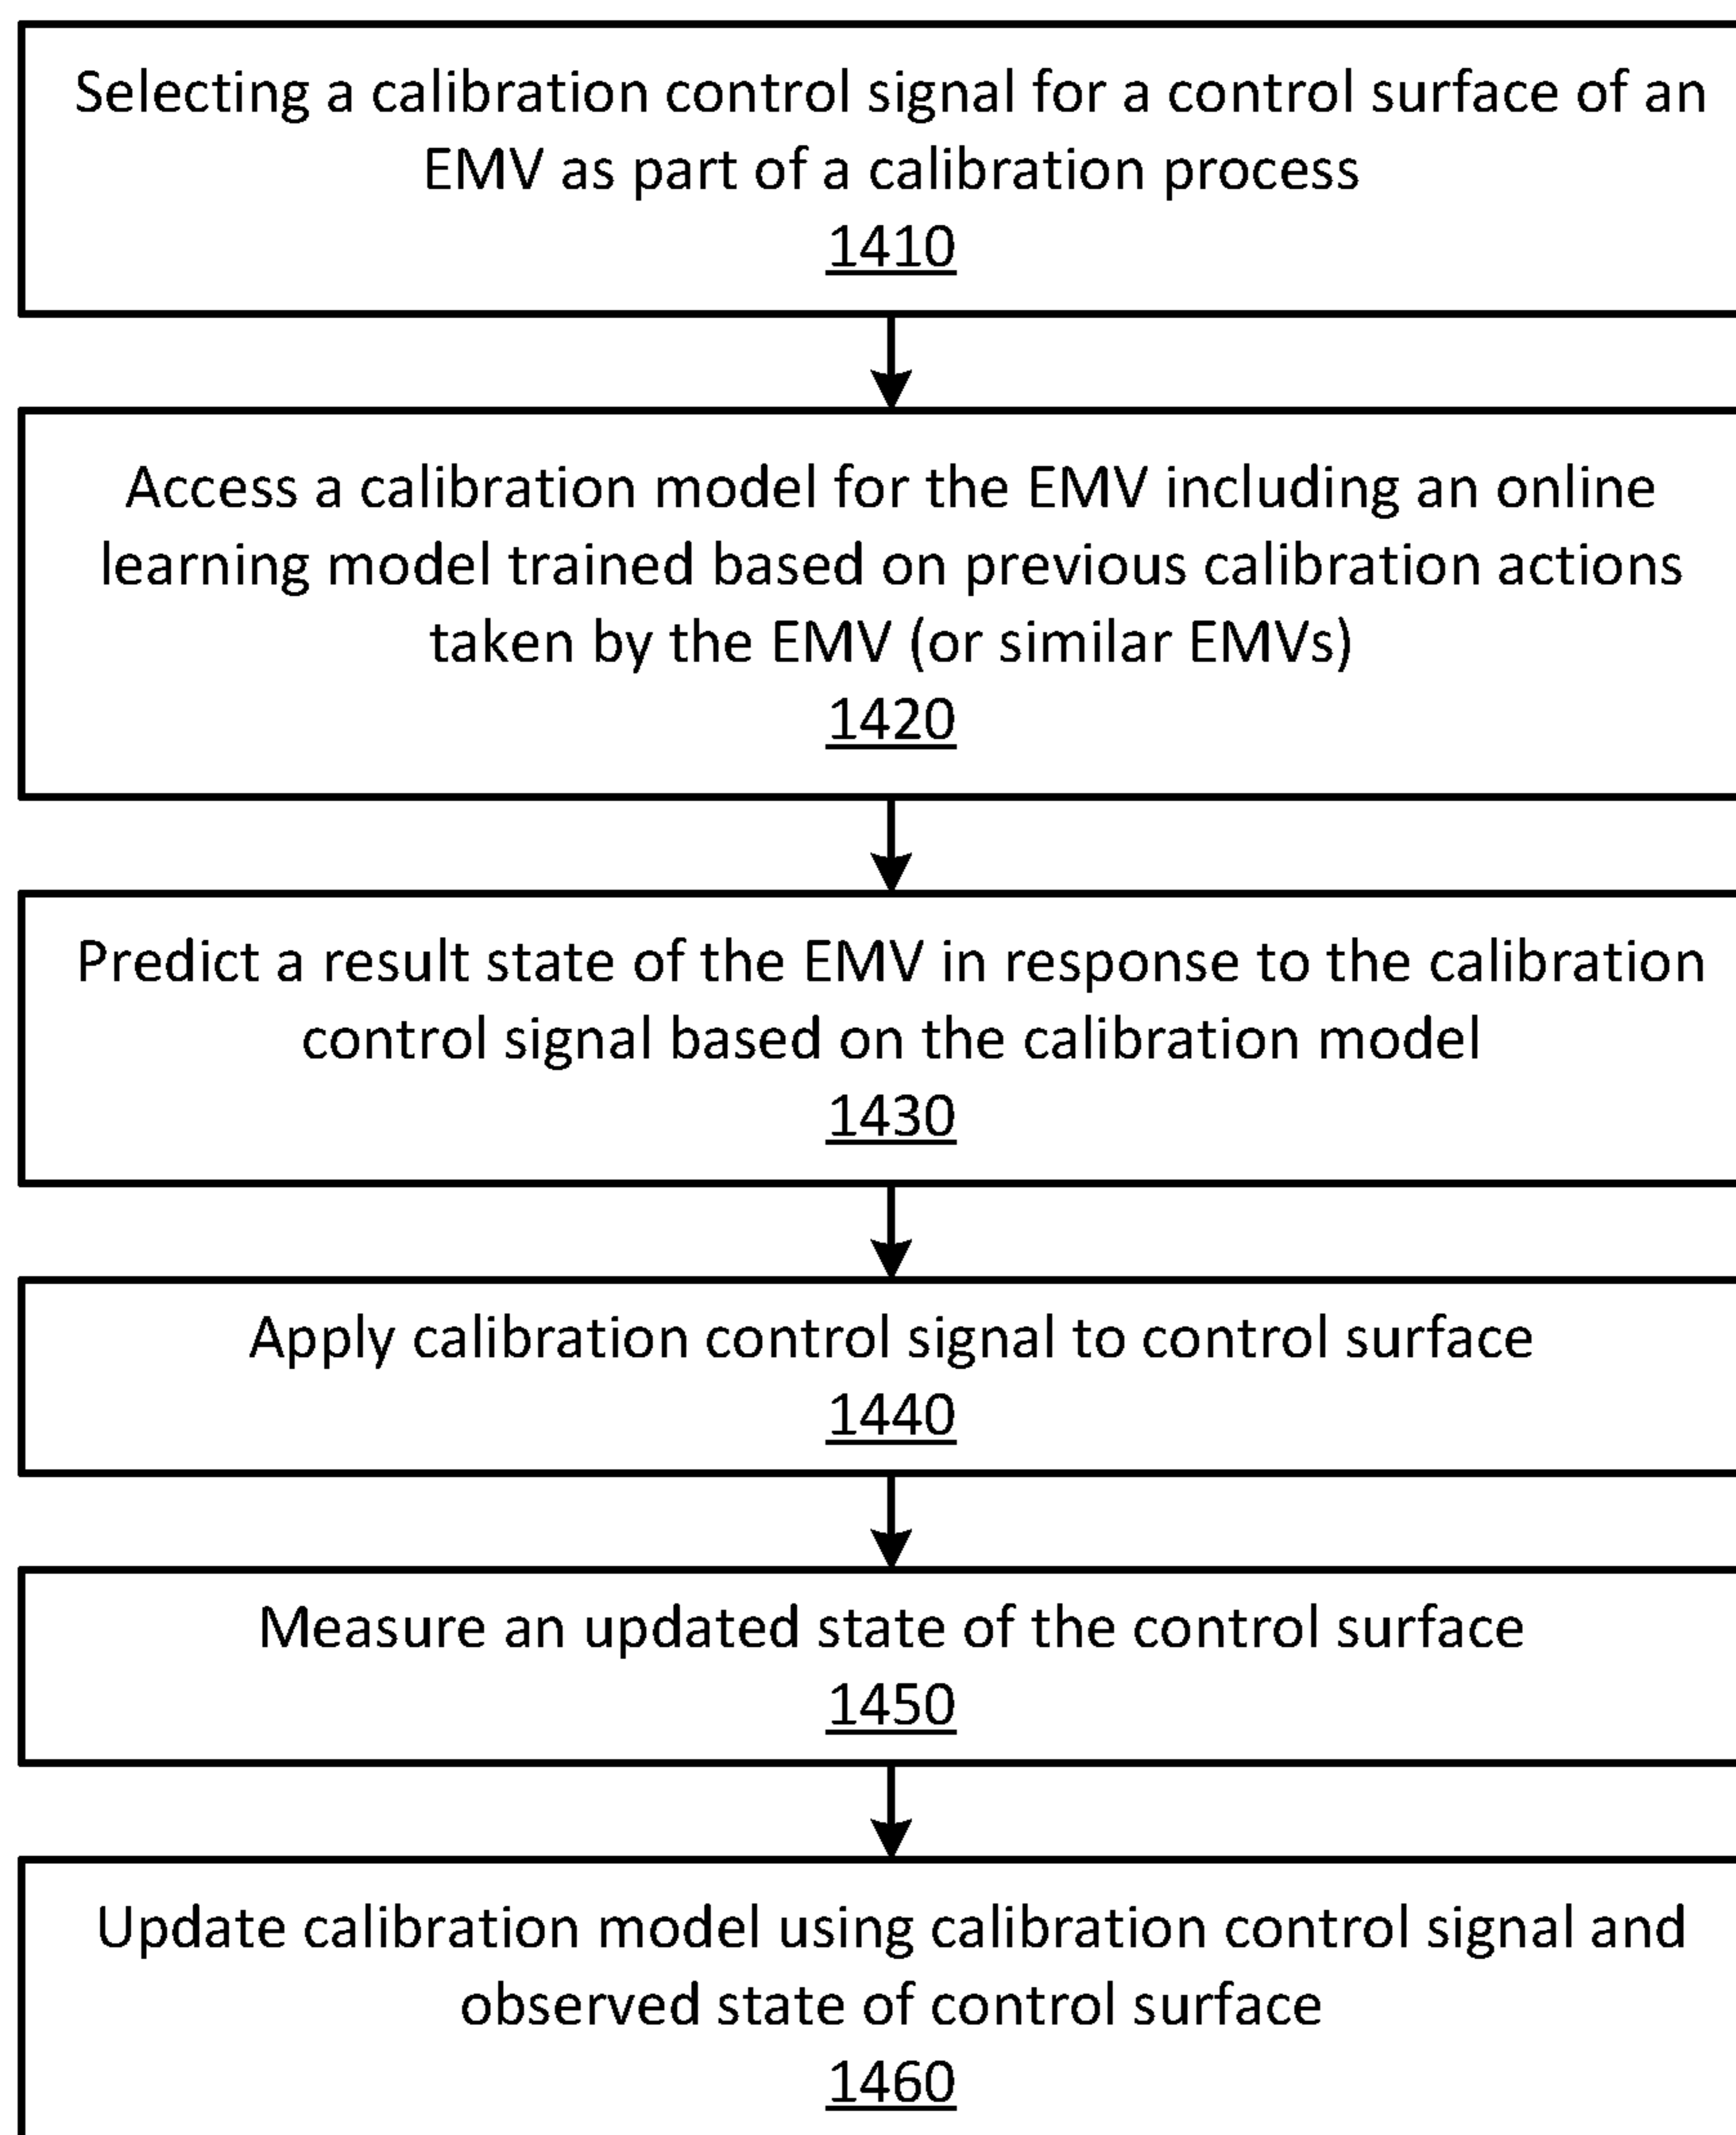 Selecting a calibration control signal for a control surface of an
EMV as part of a calibration process
1410
Access a calibration model for the EMV including an online
learning model trained based on previous calibration actions
taken by the EMV (or similar EMVs)
1420
Predict a result state of the EMV in response to the calibration
control signal based on the calibration model
1430
Apply calibration control signal to control surface
1440
Measure an updated state of the control surface
1450
Update calibration model using calibration control signal and
observed state of control surface
1460